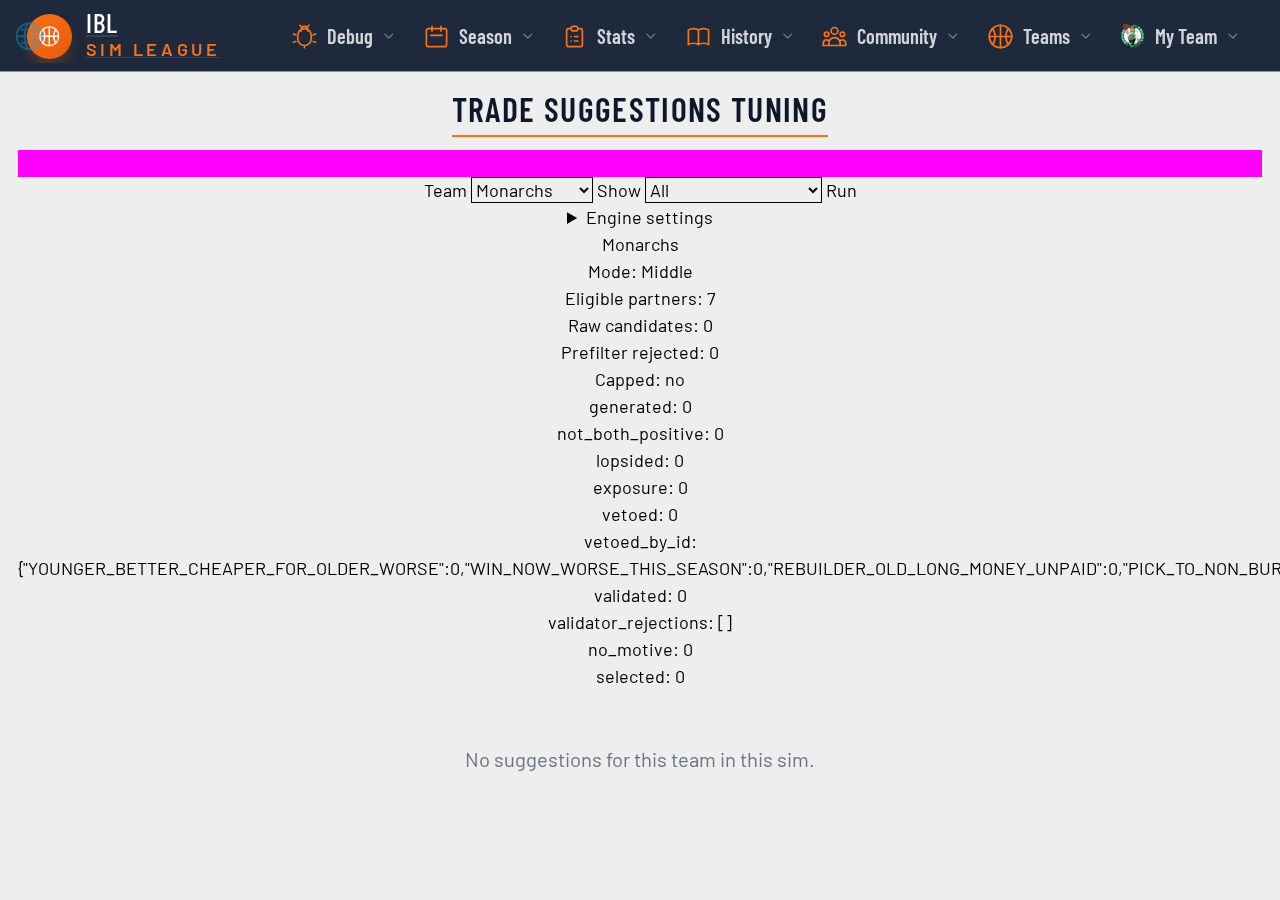 IBL
SIM LEAGUE
Debug
Season
Stats
History
Community
Teams
My Team
TRADE SUGGESTIONS TUNING
Team Monarchs Show All Run
Engine settings
Monarchs
Mode: Middle
Eligible partners: 7
Raw candidates: 0
Prefilter rejected: 0
Capped: no
generated: 0
not_both_positive: 0
lopsided: 0
exposure: 0
vetoed: 0
vetoed_by_id:
{"YOUNGER_BETTER_CHEAPER_FOR_OLDER_WORSE":0,"WIN_NOW_WORSE_THIS_SEASON":0,"REBUILDER_OLD_LONG_MONEY_UNPAID":0,"PICK_TO_NON_BUR
validated: 0
validator_rejections: []
no_motive: 0
selected: 0
No suggestions for this team in this sim.